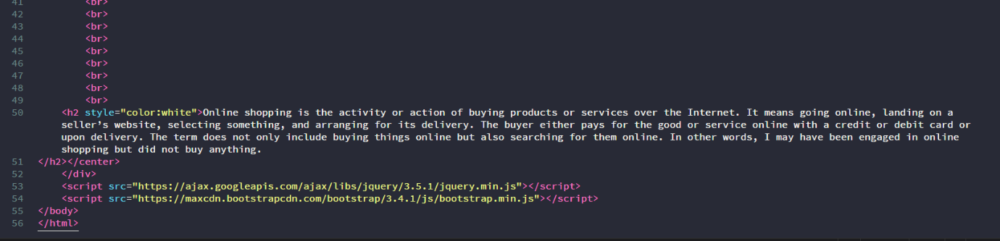 41 <br>
42 <br>
43 <br>
44 <br>
45 <br>
46 <br>
47 <br>
48 <br>
49 <br>
50 <h2 style="color:white">Online shopping is the activity or action of buying products or services over the Internet. It means going online, landing on a
seller’s website, selecting something, and arranging for its delivery. The buyer either pays for the good or service online with a credit or debit card or
upon delivery. The term does not only include buying things online but also searching for them online. In other words, I may have been engaged in online
shopping but did not buy anything.
51 </h2></center>
52 </div>
53 <script src="https://ajax.googleapis.com/ajax/libs/jquery/3.5.1/jquery.min.js"></script>
54 <script src="https://maxcdn.bootstrapcdn.com/bootstrap/3.4.1/js/bootstrap.min.js"></script>
55 </body>
56 </html>